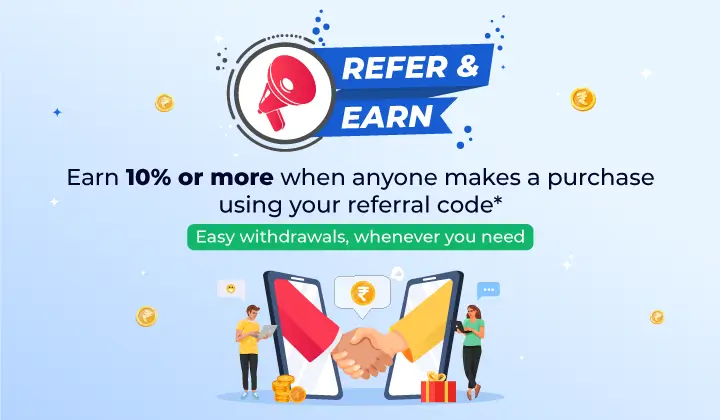 REFER &
EARN
Earn 10% or more when anyone makes a purchase
using your referral code*
Easy withdrawals, whenever you need